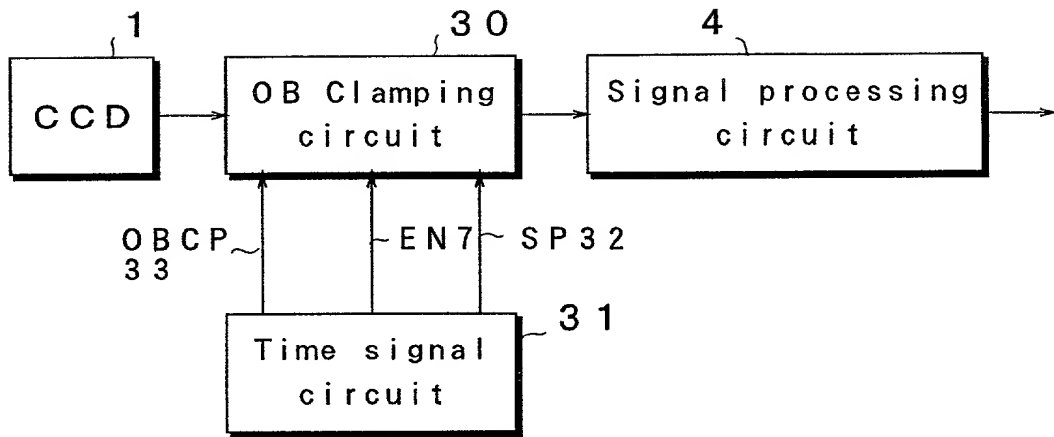 1
30
4
CCD
OB Clamping
circuit
Signal processing
circuit
OBCP
33
EN7
SP32
31
Time signal
circuit